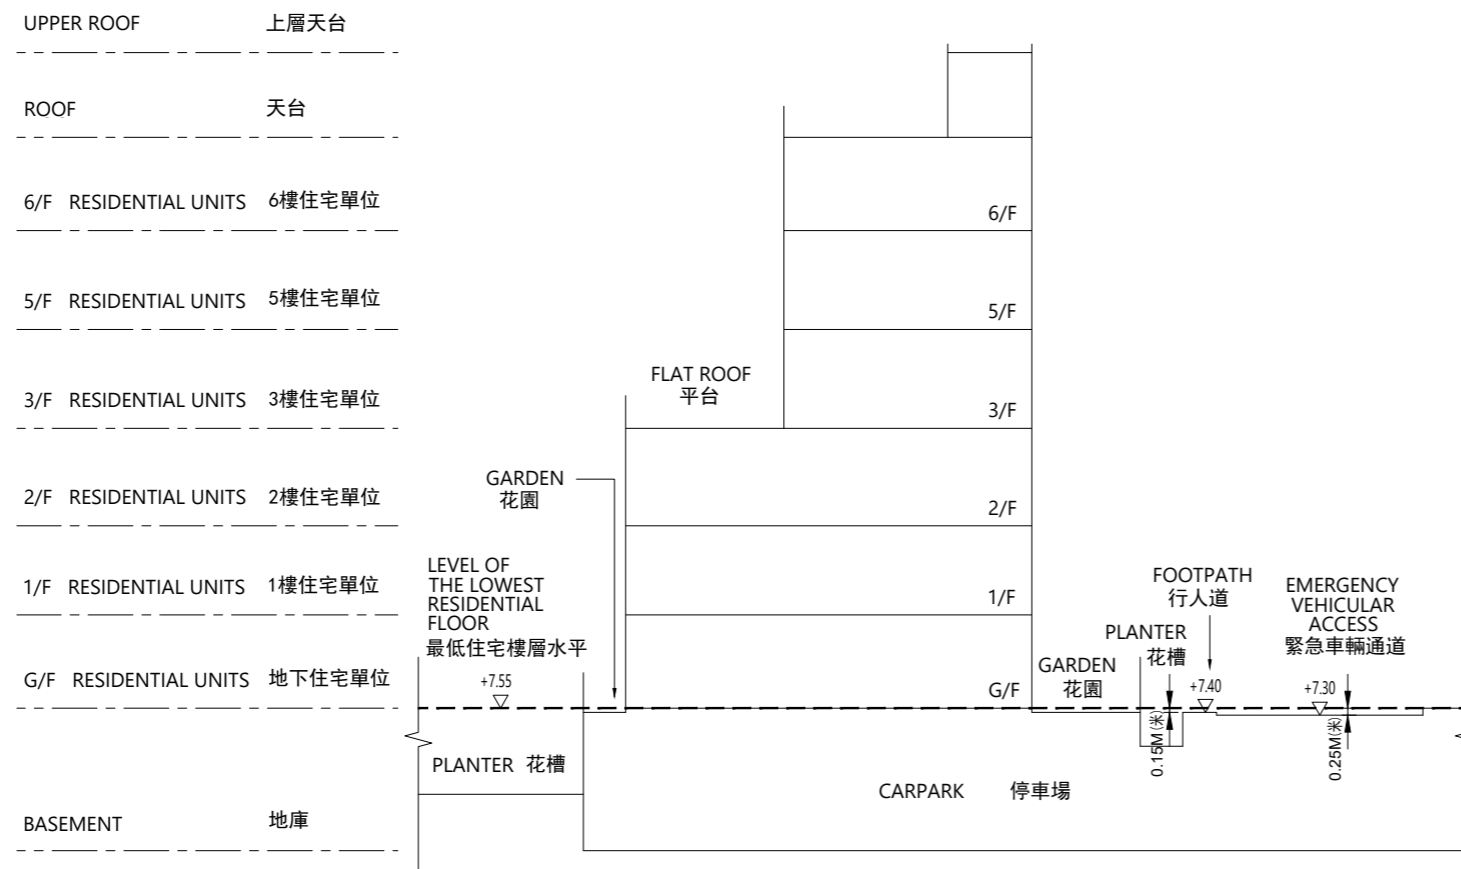 UPPER ROOF 上層天台
ROOF 天台
6/F RESIDENTIAL UNITS 6樓住宅單位
6/F
5/F RESIDENTIAL UNITS 5樓住宅單位
5/F
FLAT ROOF
平台
3/F RESIDENTIAL UNITS 3樓住宅單位
3/F
GARDEN
花園
2/F RESIDENTIAL UNITS 2樓住宅單位
2/F
LEVEL OF
THE LOWEST
RESIDENTIAL
FLOOR
最低住宅樓層水平
+7.55
1/F RESIDENTIAL UNITS 1樓住宅單位
1/F
FOOTPATH
行人道
EMERGENCY
VEHICULAR
ACCESS
緊急車輛通道
PLANTER
花槽
GARDEN
花園
G/F RESIDENTIAL UNITS 地下住宅單位
G/F
+7.40
+7.30
0.15M(米)
0.25M(米)
PLANTER 花槽
CARPARK 停車場
BASEMENT 地庫